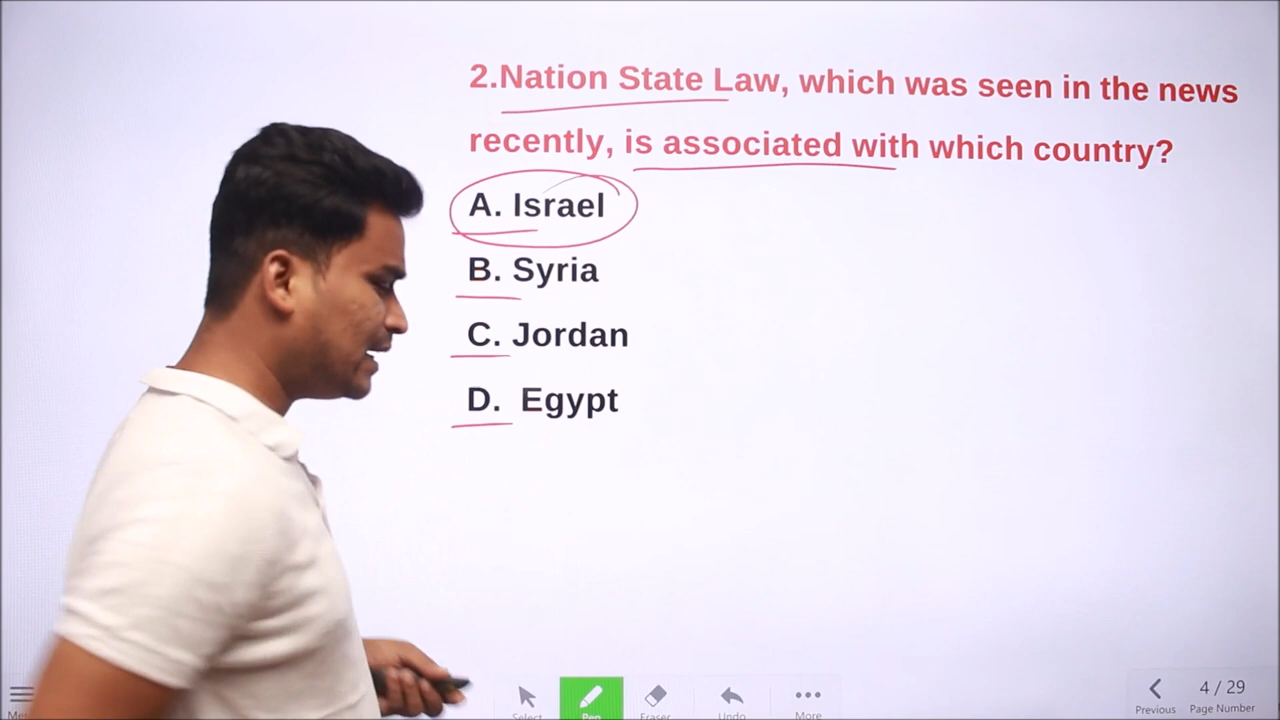 2.Nation State Law, which was seen in the news
recently, is associated with which country?
A. Israel
B. Syria
C. Jordan
D. Egypt
Select
Pen
Eraser
Undo
More
Previous
4 / 29
Page Number